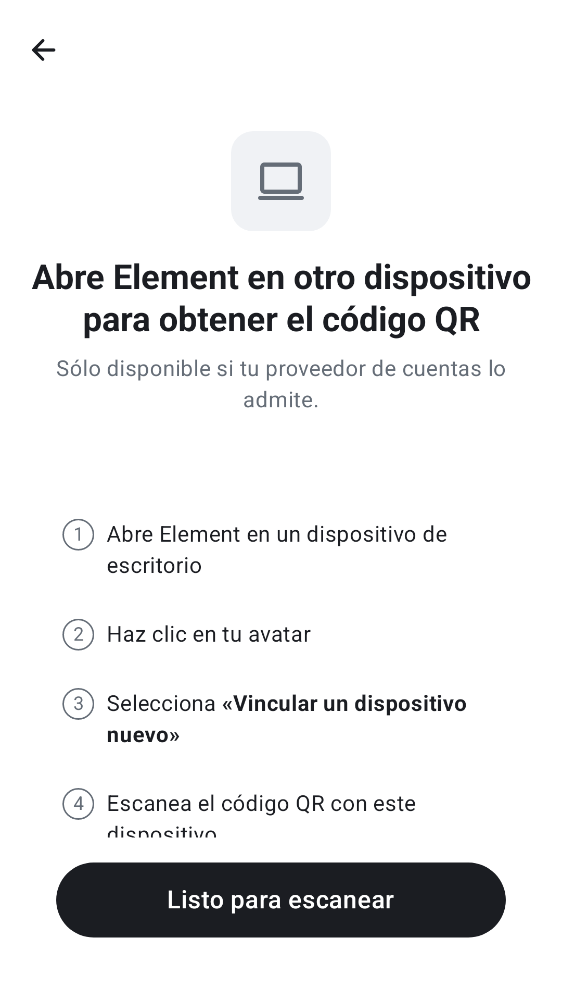 Abre Element en otro dispositivo
para obtener el código QR
Sólo disponible si tu proveedor de cuentas lo
admite.
1 Abre Element en un dispositivo de
escritorio
2 Haz clic en tu avatar
3 Selecciona «Vincular un dispositivo
nuevo»
4 Escanea el código QR con este
dispositivo
Listo para escanear